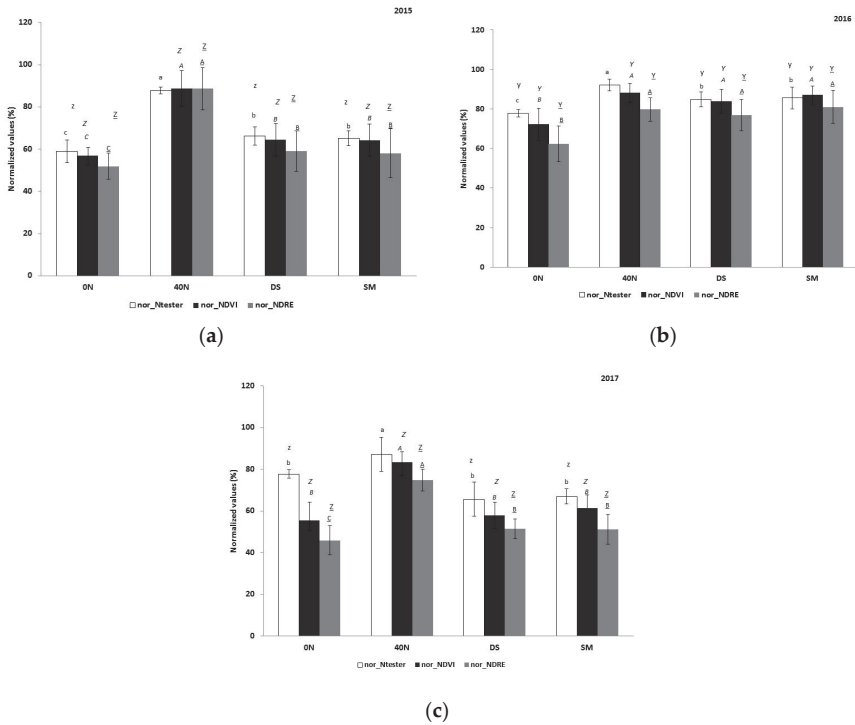 2015
120
100
80
60
40
20
0
Normalized values (%)
z Z Z
c C C
Z Z
a A A
z Z Z
b B B
z Z Z
b B B
0N 40N DS SM
nor_Ntester nor_NDVI nor_NDRE
(a)
2016
120
100
80
60
40
20
0
Normalized values (%)
y Y Y
c B B
Y Y
a A A
y Y Y
b A A
y Y Y
b A A
0N 40N DS SM
nor_Ntester nor_NDVI nor_NDRE
(b)
2017
120
100
80
60
40
20
0
Normalized values (%)
z Z Z
b B C
Z Z
a A A
z Z Z
b B B
z Z Z
b B B
0N 40N DS SM
nor_Ntester nor_NDVI nor_NDRE
(c)